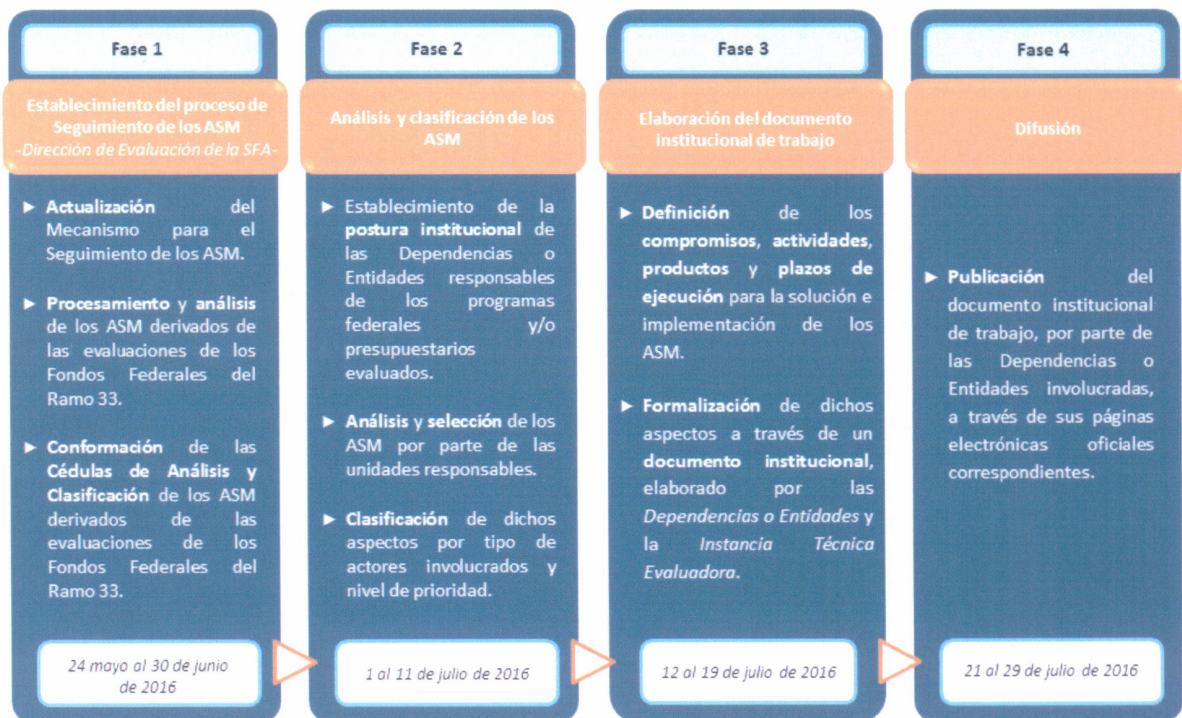 Fase 1
Establecimiento del proceso de
Seguimiento de los ASM
-Dirección de Evaluación de la SFA-
► Actualización del
Mecanismo para el
Seguimiento de los ASM.
► Procesamiento y análisis
de los ASM derivados de
las evaluaciones de los
Fondos Federales del
Ramo 33.
► Conformación de las
Cédulas de Análisis y
Clasificación de los ASM
derivados de las
evaluaciones de los
Fondos Federales del
Ramo 33.
24 mayo al 30 de junio
de 2016
Fase 2
Análisis y clasificación de los
ASM
► Establecimiento de la
postura institucional de
las Dependencias o
Entidades responsables
de los programas
federales y/o
presupuestarios
evaluados.
► Análisis y selección de los
ASM por parte de las
unidades responsables.
► Clasificación de dichos
aspectos por tipo de
actores involucrados y
nivel de prioridad.
1 al 11 de julio de 2016
Fase 3
Elaboración del documento
institucional de trabajo
► Definición de los
compromisos, actividades,
productos y plazos de
ejecución para la solución e
implementación de los
ASM.
► Formalización de dichos
aspectos a través de un
documento institucional,
elaborado por las
Dependencias o Entidades y
la Instancia Técnica
Evaluadora.
12 al 19 de julio de 2016
Fase 4
Difusión
► Publicación del
documento institucional
de trabajo, por parte de
las Dependencias o
Entidades involucradas,
a través de sus páginas
electrónicas oficiales
correspondientes.
21 al 29 de julio de 2016